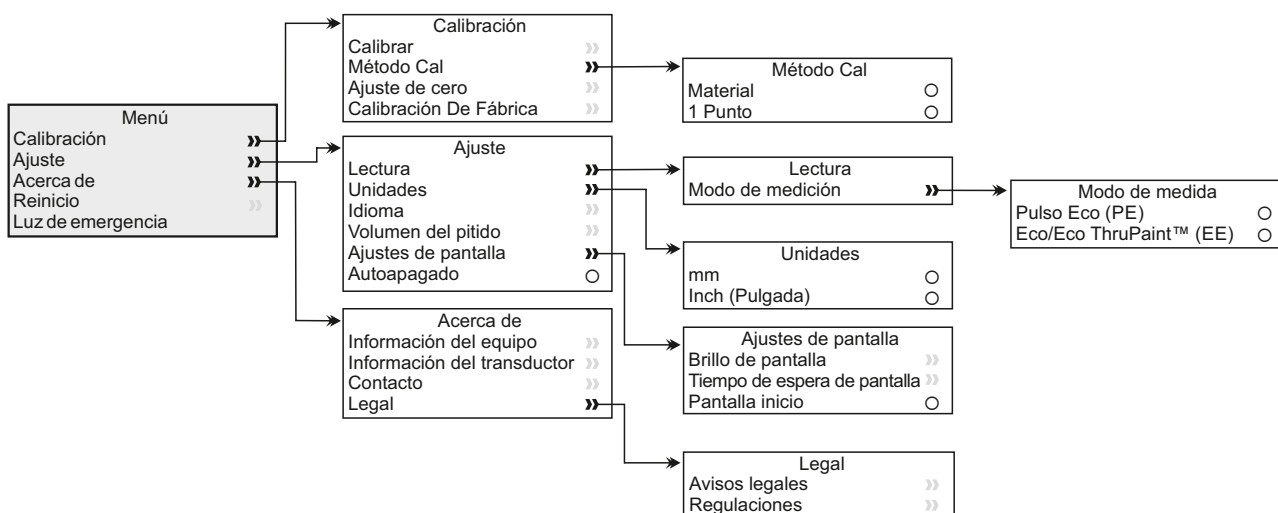 Menú
Calibración
Ajuste
Acerca de
Reinicio
Luz de emergencia
Calibración
Calibrar
Método Cal
Ajuste de cero
Calibración De Fábrica
Método Cal
Material
1 Punto
Ajuste
Lectura
Unidades
Idioma
Volumen del pitido
Ajustes de pantalla
Autoapagado
Lectura
Modo de medición
Modo de medida
Pulso Eco (PE)
Eco/Eco ThruPaint™ (EE)
Unidades
mm
Inch (Pulgada)
Ajustes de pantalla
Brillo de pantalla
Tiempo de espera de pantalla
Pantalla inicio
Acerca de
Información del equipo
Información del transductor
Contacto
Legal
Legal
Avisos legales
Regulaciones